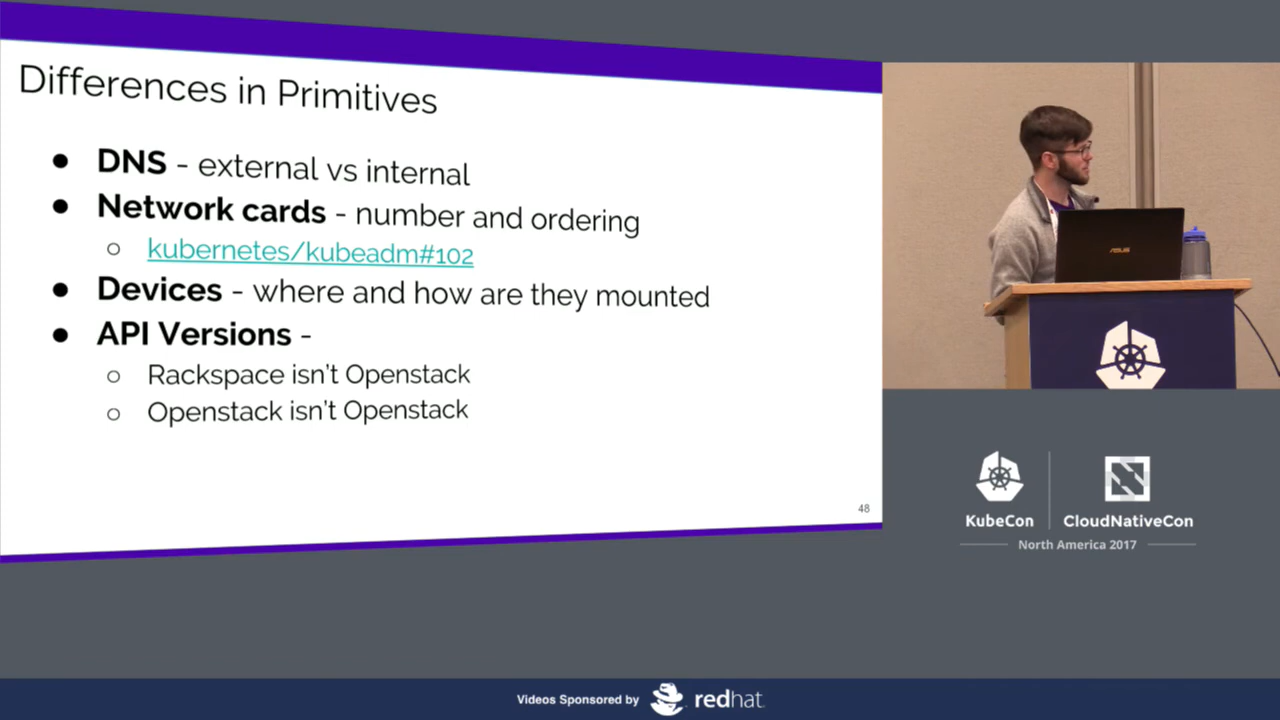 Differences in Primitives
● DNS - external vs internal
● Network cards - number and ordering
○ kubernetes/kubeadm#102
● Devices - where and how are they mounted
● API Versions -
○ Rackspace isn't Openstack
○ Openstack isn't Openstack
48
ASUS
KubeCon
CloudNativeCon
North America 2017
Videos Sponsored by redhat.